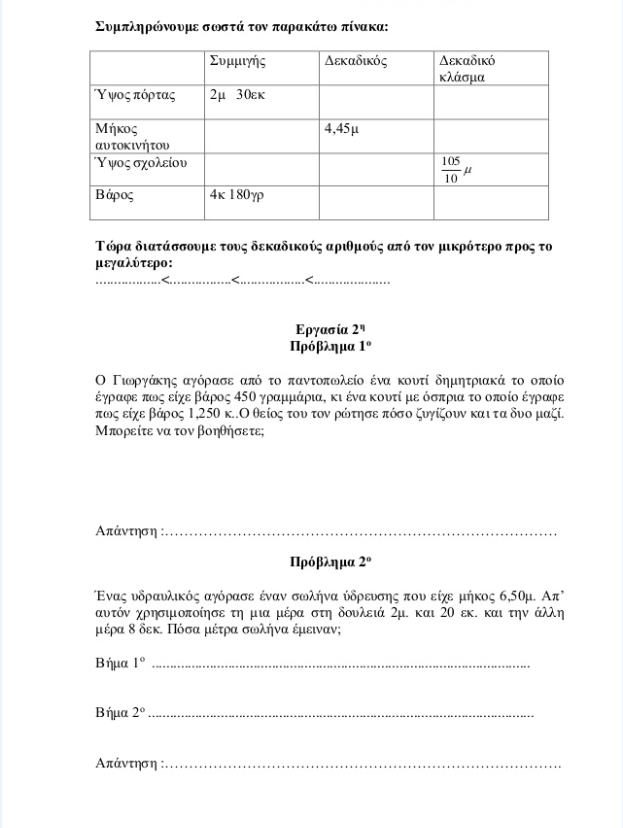 Συμπληρώνουμε σωστά τον παρακάτω πίνακα:
Συμμιγής Δεκαδικός Δεκαδικό
κλάσμα
Ύψος πόρτας 2μ 30εκ
Μήκος 4,45μ
αυτοκινήτου
Ύψος σχολείου 105/10 μ
Βάρος 4κ 180γρ
Τώρα διατάσσουμε τους δεκαδικούς αριθμούς από τον μικρότερο προς το
μεγαλύτερο:
..................<.................<..................<.....................
Εργασία 2η
Πρόβλημα 1ο
Ο Γιωργάκης αγόρασε από το παντοπωλείο ένα κουτί δημητριακά το οποίο
έγραφε πως είχε βάρος 450 γραμμάρια, κι ένα κουτί με όσπρια το οποίο έγραφε
πως είχε βάρος 1,250 κ..Ο θείος του τον ρώτησε πόσο ζυγίζουν και τα δυο μαζί.
Μπορείτε να τον βοηθήσετε;
Απάντηση :……………………………………………………………………
Πρόβλημα 2ο
Ένας υδραυλικός αγόρασε έναν σωλήνα ύδρευσης που είχε μήκος 6,50μ. Απ’
αυτόν χρησιμοποίησε τη μια μέρα στη δουλειά 2μ. και 20 εκ. και την άλλη
μέρα 8 δεκ. Πόσα μέτρα σωλήνα έμειναν;
Βήμα 1ο ........................................................................................................
Βήμα 2ο ..........................................................................................................
Απάντηση :……………………………………………………………………